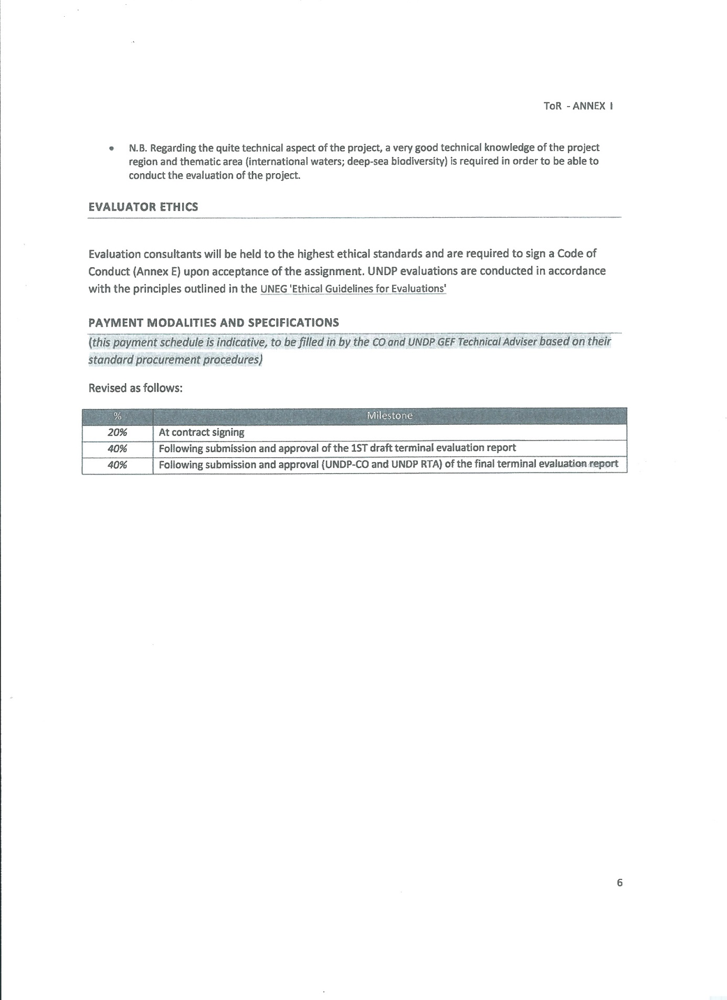 ToR - ANNEX I
• N.B. Regarding the quite technical aspect of the project, a very good technical knowledge of the project
region and thematic area (international waters; deep-sea biodiversity) is required in order to be able to
conduct the evaluation of the project.
EVALUATOR ETHICS
Evaluation consultants will be held to the highest ethical standards and are required to sign a Code of
Conduct (Annex E) upon acceptance of the assignment. UNDP evaluations are conducted in accordance
with the principles outlined in the UNEG 'Ethical Guidelines for Evaluations'
PAYMENT MODALITIES AND SPECIFICATIONS
(this payment schedule is indicative, to be filled in by the CO and UNDP GEF Technical Adviser based on their
standard procurement procedures)
Revised as follows:
% Milestone
20% At contract signing
40% Following submission and approval of the 1ST draft terminal evaluation report
40% Following submission and approval (UNDP-CO and UNDP RTA) of the final terminal evaluation report
6